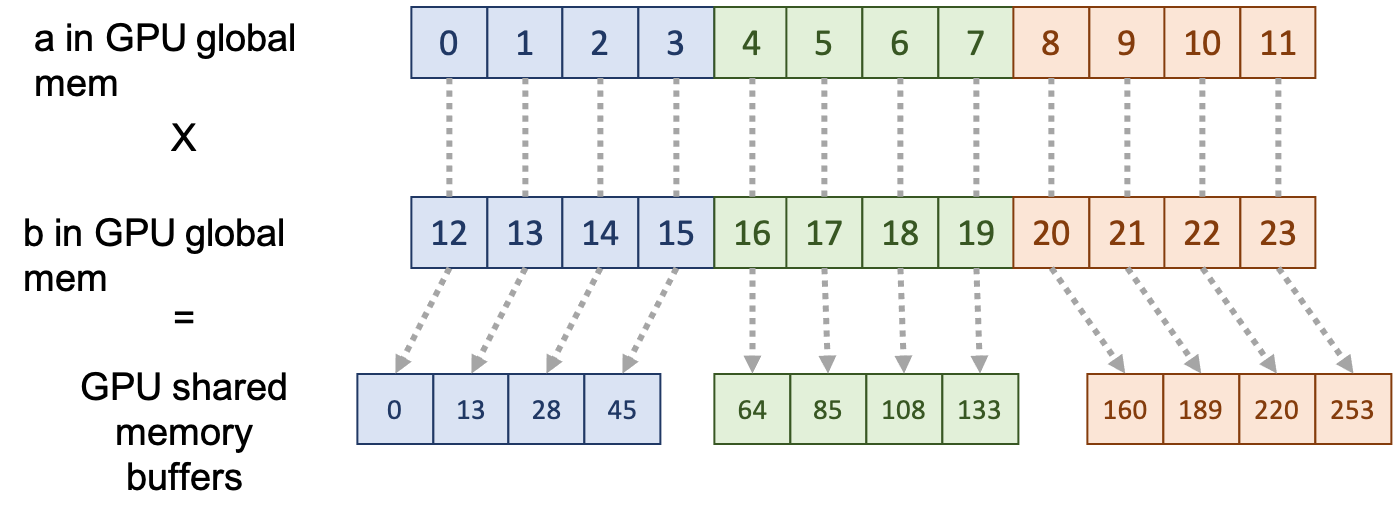 a in GPU global
mem
0 1 2 3 4 5 6 7 8 9 10 11
X
b in GPU global
mem
12 13 14 15 16 17 18 19 20 21 22 23
=
GPU shared
memory
buffers
0 13 28 45 64 85 108 133 160 189 220 253